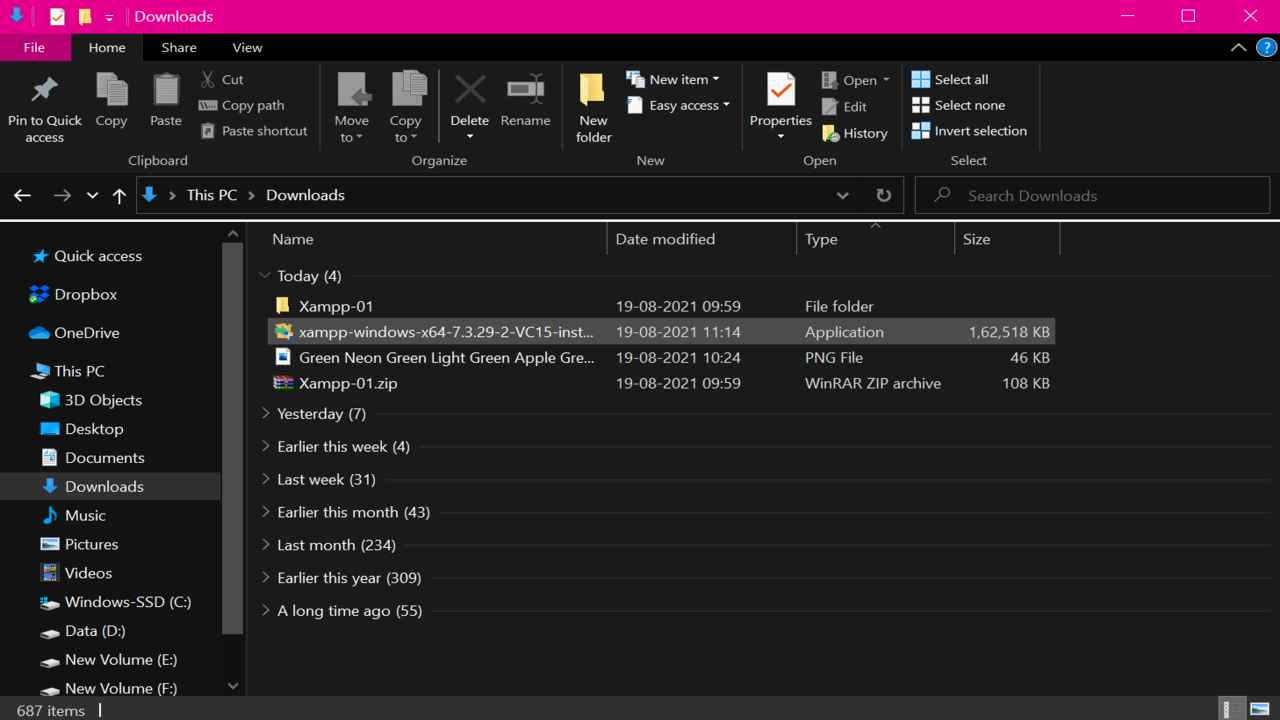 Downloads
File Home Share View
Pin to Quick access
Copy
Paste
Cut
Copy path
Paste shortcut
Clipboard
Move to
Copy to
Delete
Rename
Organize
New folder
New item
Easy access
New
Properties
Open
Edit
History
Open
Select all
Select none
Invert selection
Select
This PC Downloads
Search Downloads
Quick access
Dropbox
OneDrive
This PC
3D Objects
Desktop
Documents
Downloads
Music
Pictures
Videos
Windows-SSD (C:)
Data (D:)
New Volume (E:)
New Volume (F:)
Name Date modified Type Size
Today (4)
Xampp-01 19-08-2021 09:59 File folder
xampp-windows-x64-7.3.29-2-VC15-inst... 19-08-2021 11:14 Application 1,62,518 KB
Green Neon Green Light Green Apple Gre... 19-08-2021 10:24 PNG File 46 KB
Xampp-01.zip 19-08-2021 09:59 WinRAR ZIP archive 108 KB
Yesterday (7)
Earlier this week (4)
Last week (31)
Earlier this month (43)
Last month (234)
Earlier this year (309)
A long time ago (55)
687 items